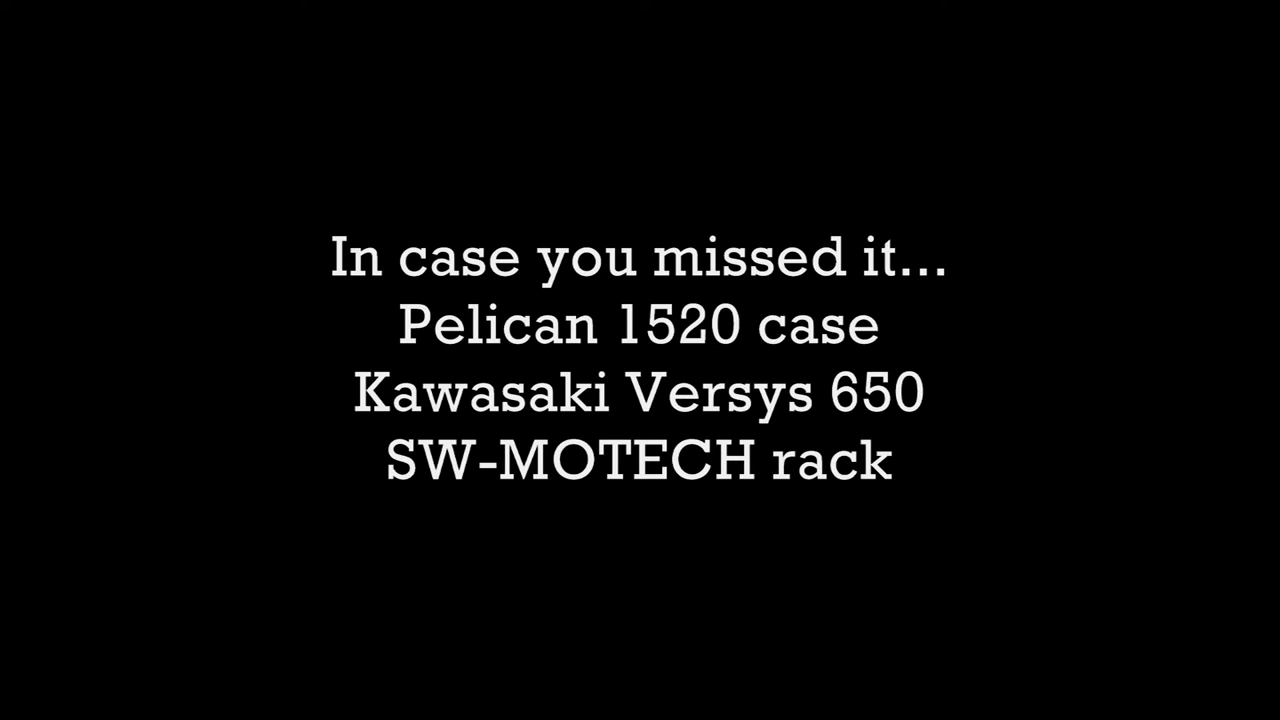 In case you missed it...
Pelican 1520 case
Kawasaki Versys 650
SW-MOTECH rack